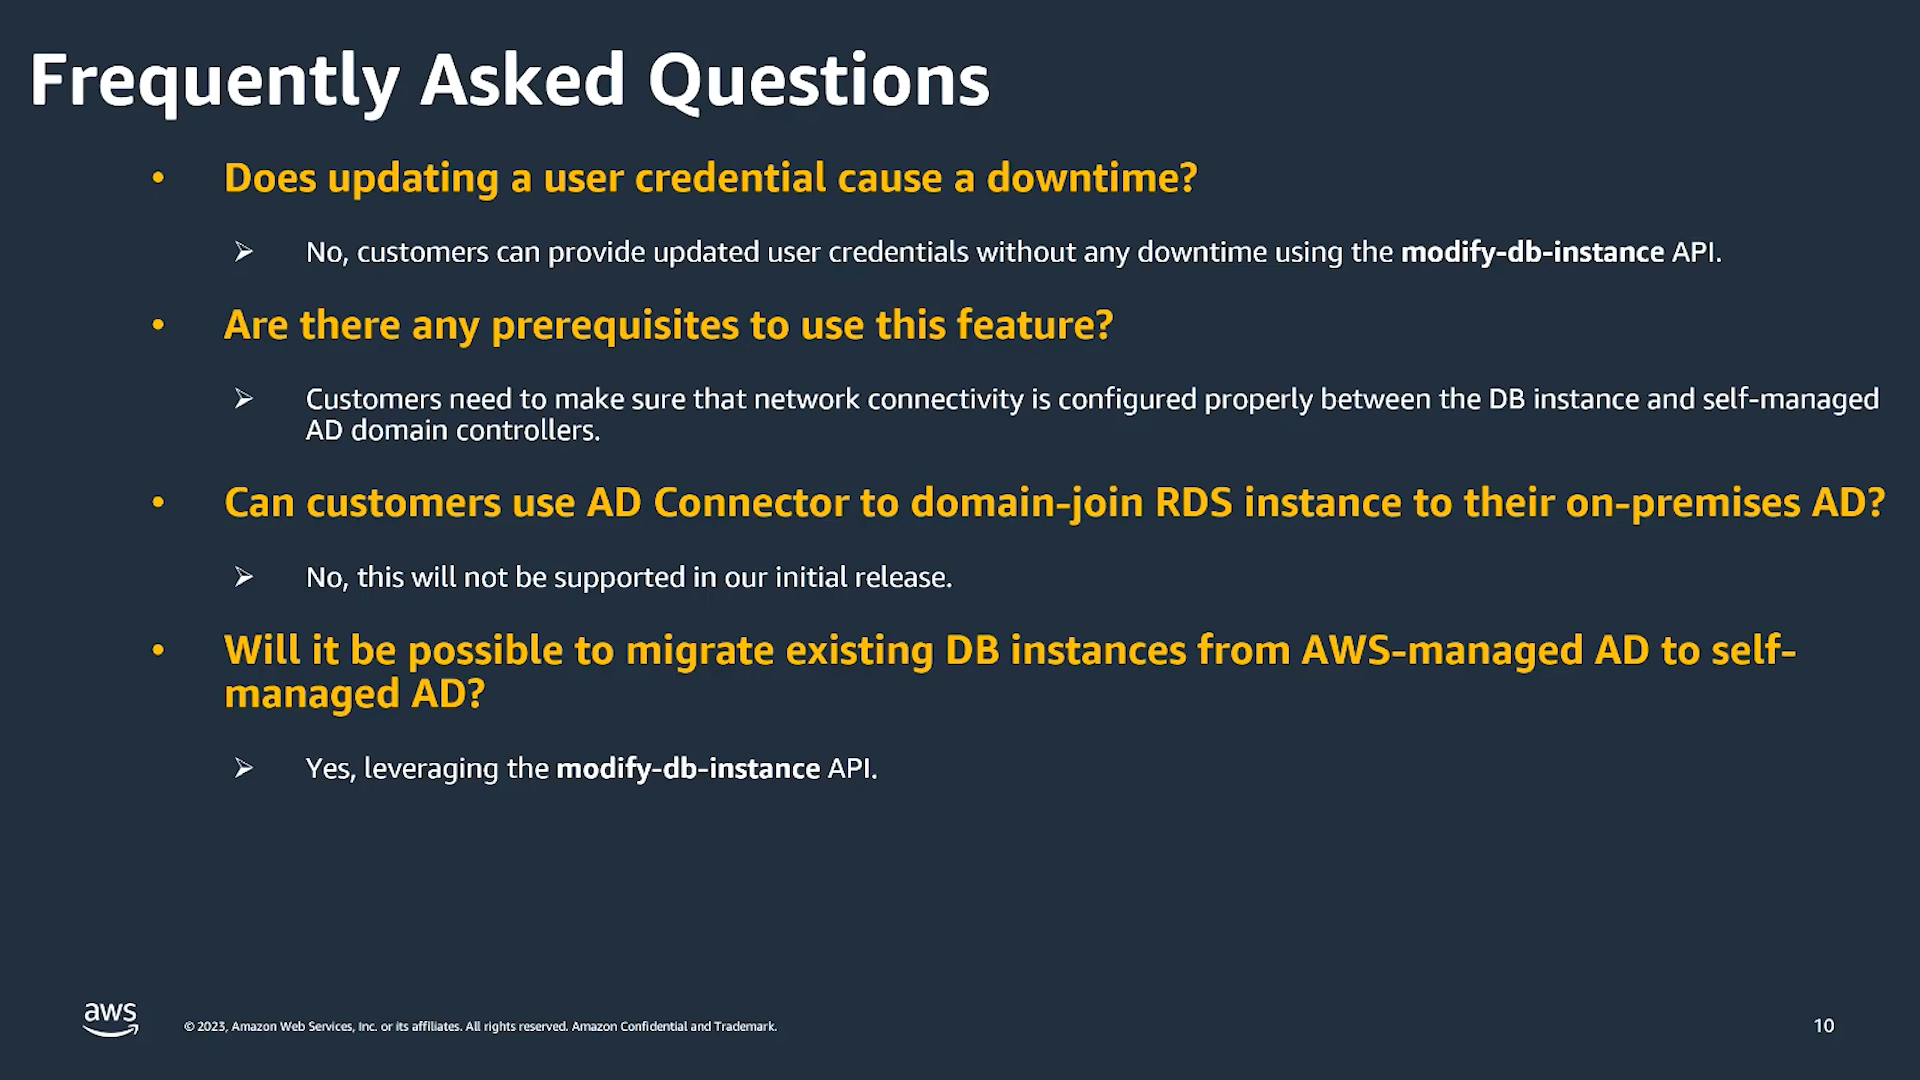 Frequently Asked Questions
• Does updating a user credential cause a downtime?
➢ No, customers can provide updated user credentials without any downtime using the modify-db-instance API.
• Are there any prerequisites to use this feature?
➢ Customers need to make sure that network connectivity is configured properly between the DB instance and self-managed
AD domain controllers.
• Can customers use AD Connector to domain-join RDS instance to their on-premises AD?
➢ No, this will not be supported in our initial release.
• Will it be possible to migrate existing DB instances from AWS-managed AD to self-
managed AD?
➢ Yes, leveraging the modify-db-instance API.
aws
© 2023, Amazon Web Services, Inc. or its affiliates. All rights reserved. Amazon Confidential and Trademark.
10